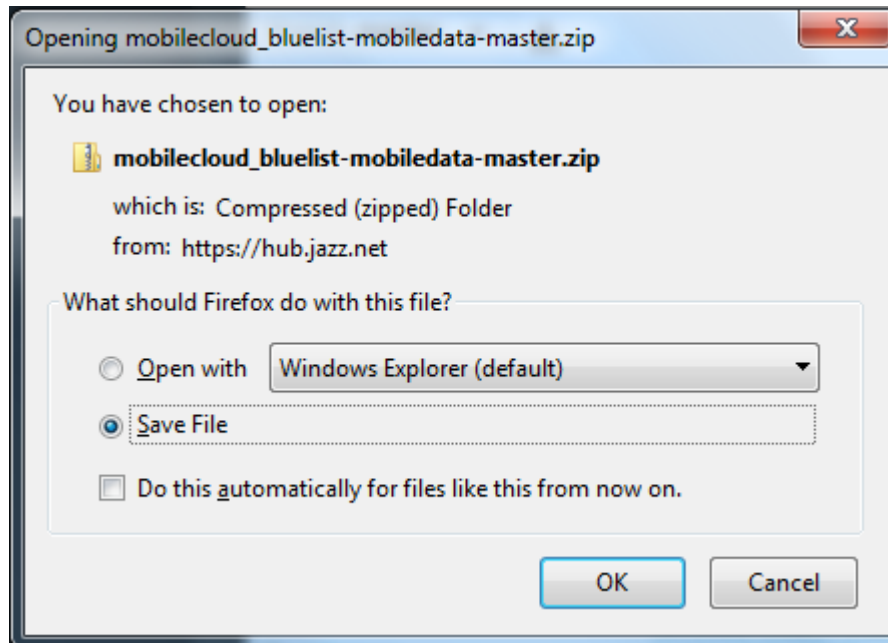 Opening mobilecloud_bluelist-mobiledata-master.zip
You have chosen to open:
mobilecloud_bluelist-mobiledata-master.zip
which is: Compressed (zipped) Folder
from: https://hub.jazz.net
What should Firefox do with this file?
Open with Windows Explorer (default)
Save File
Do this automatically for files like this from now on.
OK Cancel